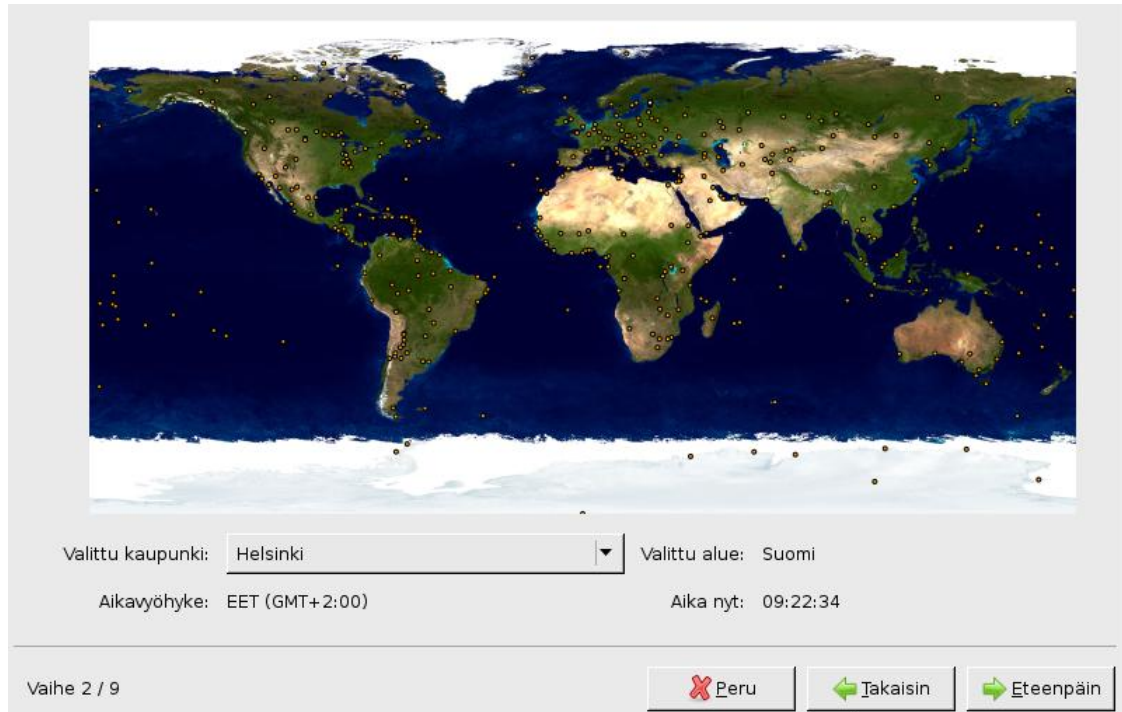 Valittu kaupunki: Helsinki Valittu alue: Suomi
Aikavyöhyke: EET (GMT+2:00) Aika nyt: 09:22:34
Vaihe 2 / 9 Peru Takaisin Eteenpäin